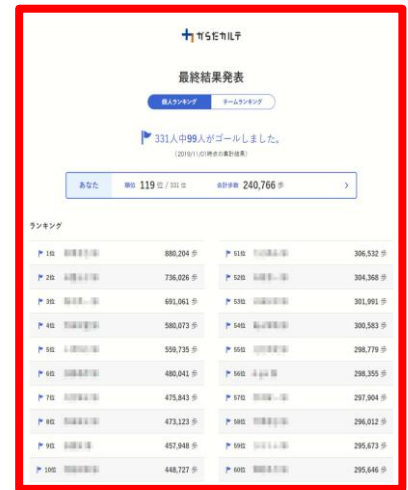 からだカルテ
最終結果発表
個人ランキング チームランキング
331人中99人がゴールしました。
(2019/11/01時点の集計結果)
あなた 順位 119 位 / 331 位 合計歩数 240,766 歩
ランキング
1位 880,204 歩
2位 736,026 歩
3位 691,061 歩
4位 580,073 歩
5位 559,735 歩
6位 480,041 歩
7位 475,843 歩
8位 473,123 歩
9位 457,948 歩
10位 448,727 歩
51位 306,532 歩
52位 304,368 歩
53位 301,991 歩
54位 300,583 歩
55位 298,779 歩
56位 298,355 歩
57位 297,904 歩
58位 296,012 歩
59位 295,673 歩
60位 295,646 歩